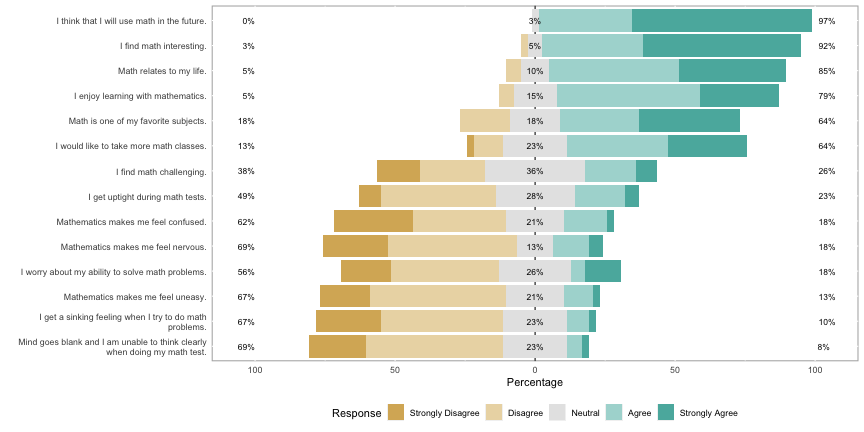 I think that I will use math in the future. 0% 3% 97%
I find math interesting. 3% 5% 92%
Math relates to my life. 5% 10% 85%
I enjoy learning with mathematics. 5% 15% 79%
Math is one of my favorite subjects. 18% 18% 64%
I would like to take more math classes. 13% 23% 64%
I find math challenging. 38% 36% 26%
I get uptight during math tests. 49% 28% 23%
Mathematics makes me feel confused. 62% 21% 18%
Mathematics makes me feel nervous. 69% 13% 18%
I worry about my ability to solve math problems. 56% 26% 18%
Mathematics makes me feel uneasy. 67% 21% 13%
I get a sinking feeling when I try to do math
problems. 67% 23% 10%
Mind goes blank and I am unable to think clearly
when doing my math test. 69% 23% 8%
100 50 0 50 100
Percentage
Response Strongly Disagree Disagree Neutral Agree Strongly Agree